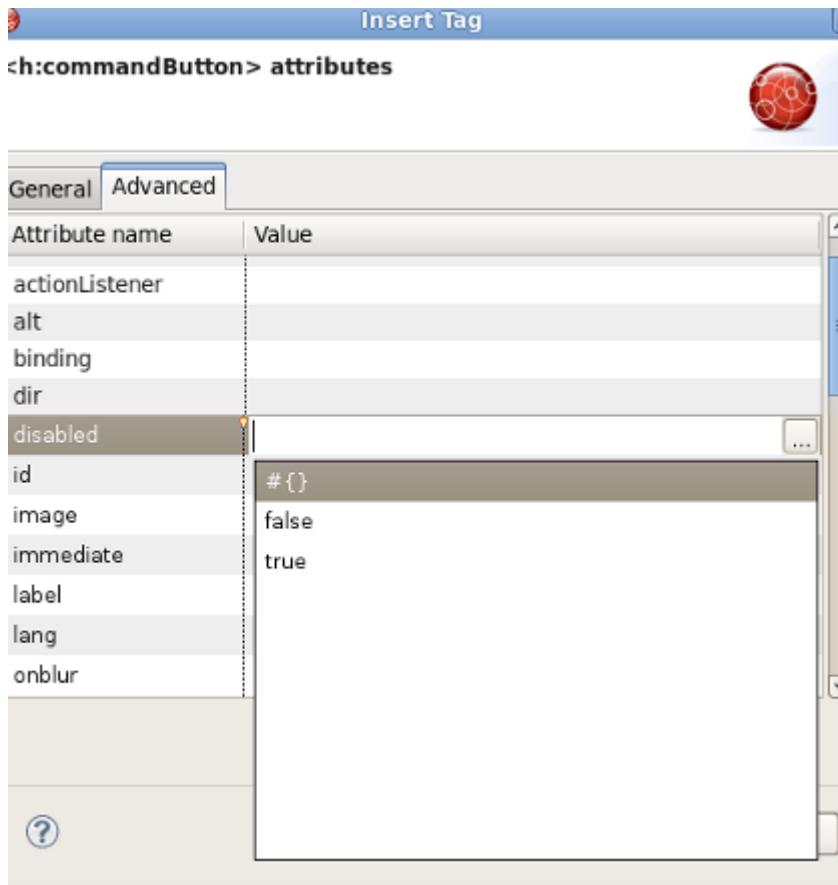 Insert Tag
<h:commandButton> attributes
General Advanced
Attribute name Value
actionListener
alt
binding
dir
disabled ...
#{}
id
false
image
immediate true
label
lang
onblur
?